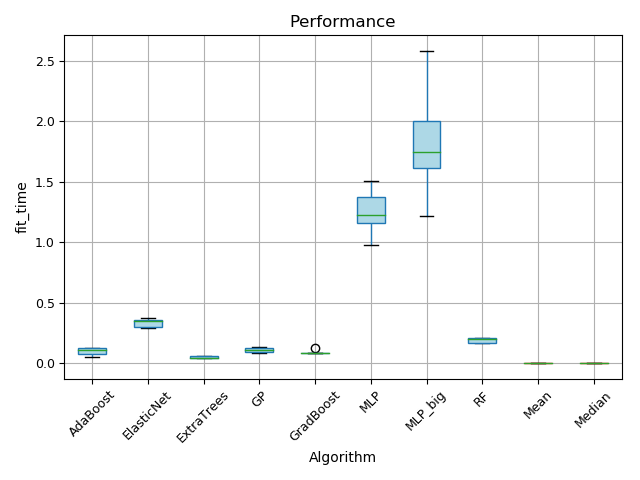 Performance
fit_time
2.5
2.0
1.5
1.0
0.5
0.0
AdaBoost
ElasticNet
ExtraTrees
GP
GradBoost
MLP
MLP_big
RF
Mean
Median
Algorithm